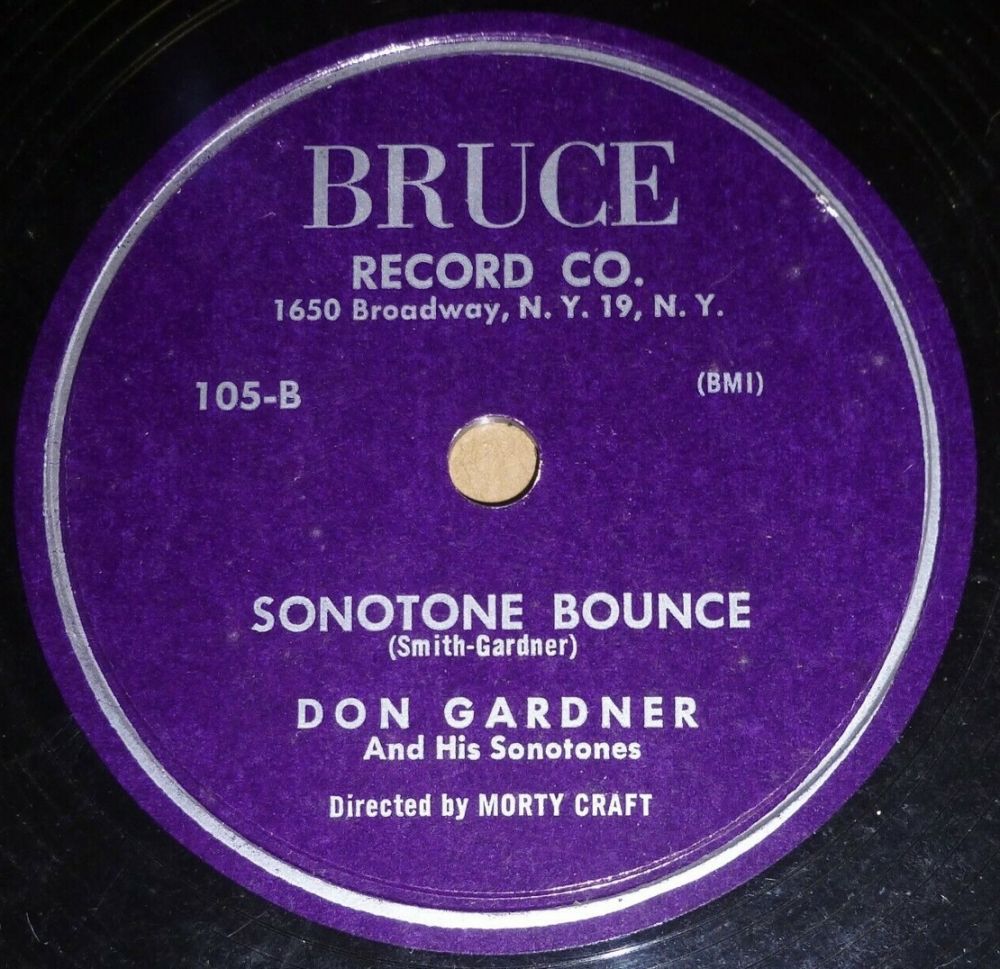 BRUCE
RECORD CO.
1650 Broadway, N. Y. 19, N. Y.
105-B (BMI)
SONOTONE BOUNCE
(Smith-Gardner)
DON GARDNER
And His Sonotones
Directed by MORTY CRAFT